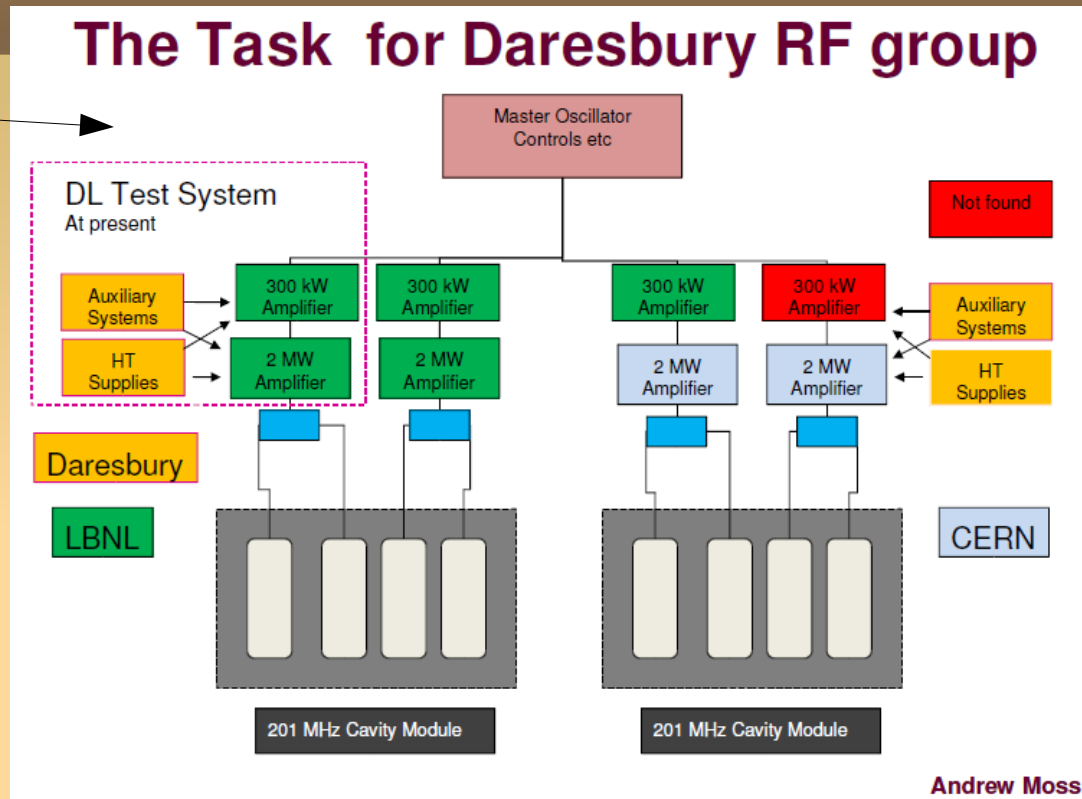 The Task for Daresbury RF group
Master Oscillator
Controls etc
DL Test System
At present
Not found
Auxiliary
Systems
HT
Supplies
300 kW
Amplifier
300 kW
Amplifier
300 kW
Amplifier
300 kW
Amplifier
Auxiliary
Systems
HT
Supplies
2 MW
Amplifier
2 MW
Amplifier
2 MW
Amplifier
2 MW
Amplifier
Daresbury
LBNL
CERN
201 MHz Cavity Module
201 MHz Cavity Module
Andrew Moss